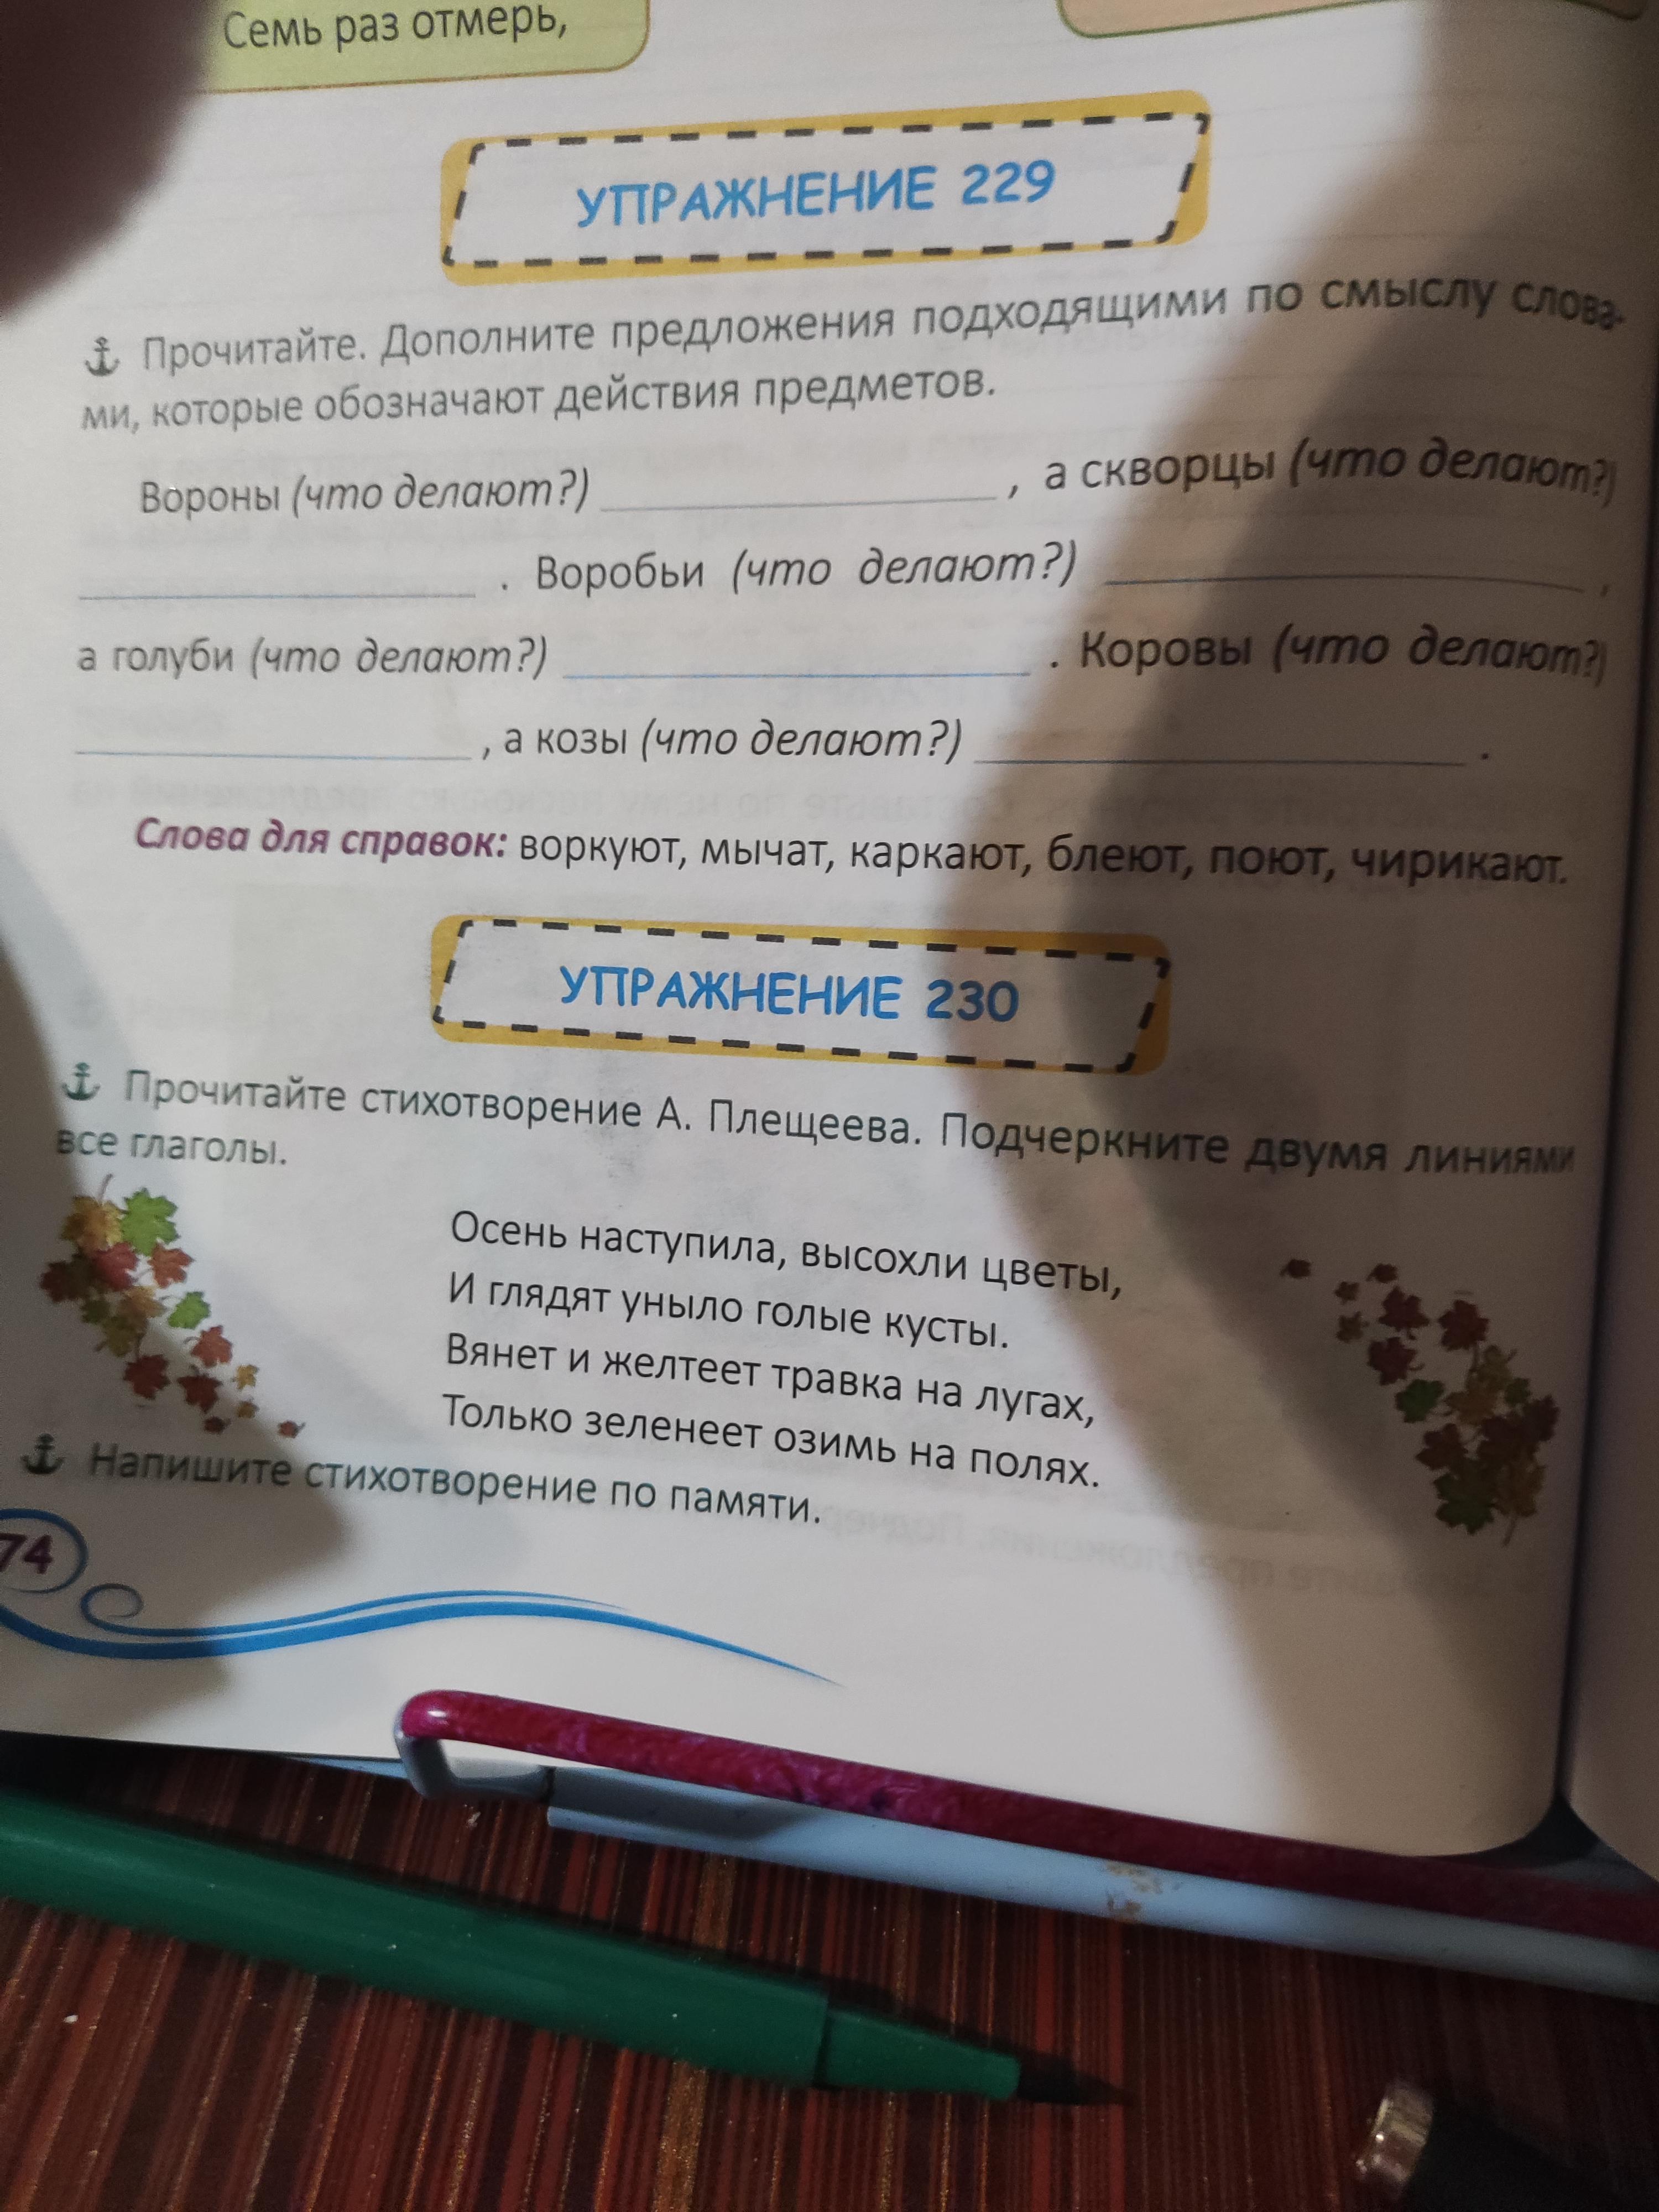 Семь раз отмерь,
УПРАЖНЕНИЕ 229
Прочитайте. Дополните предложения подходящими по смыслу слова-
ми, которые обозначают действия предметов.
Вороны (что делают?) , а скворцы (что делают?)
. Воробьи (что делают?) ,
а голуби (что делают?) . Коровы (что делают?)
, а козы (что делают?) .
Слова для справок: воркуют, мычат, каркают, блеют, поют, чирикают.
УПРАЖНЕНИЕ 230
Прочитайте стихотворение А. Плещеева. Подчеркните двумя линиями
все глаголы.
Осень наступила, высохли цветы,
И глядят уныло голые кусты.
Вянет и желтеет травка на лугах,
Только зеленеет озимь на полях.
Напишите стихотворение по памяти.
74